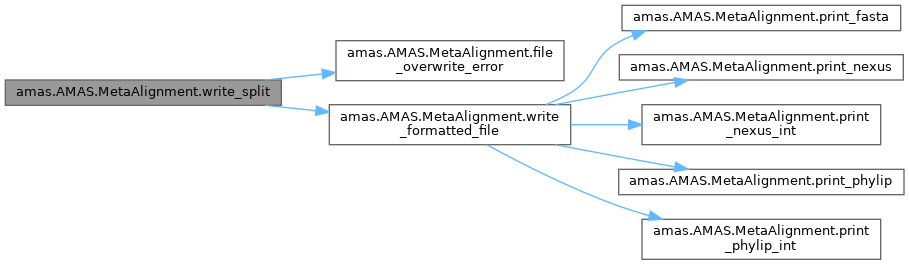 amas.AMAS.MetaAlignment.write_split
amas.AMAS.MetaAlignment.file
_overwrite_error
amas.AMAS.MetaAlignment.write
_formatted_file
amas.AMAS.MetaAlignment.print_fasta
amas.AMAS.MetaAlignment.print_nexus
amas.AMAS.MetaAlignment.print
_nexus_int
amas.AMAS.MetaAlignment.print_phylip
amas.AMAS.MetaAlignment.print
_phylip_int